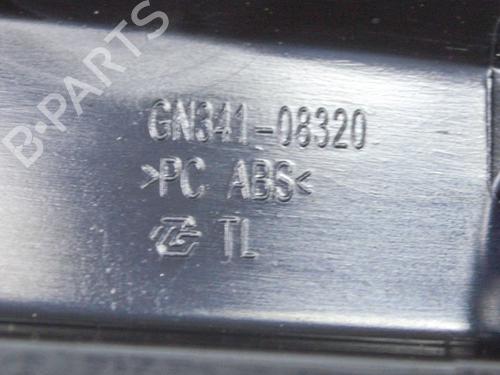 B-PARTS
GN341-08320
>PC ABS<
TL